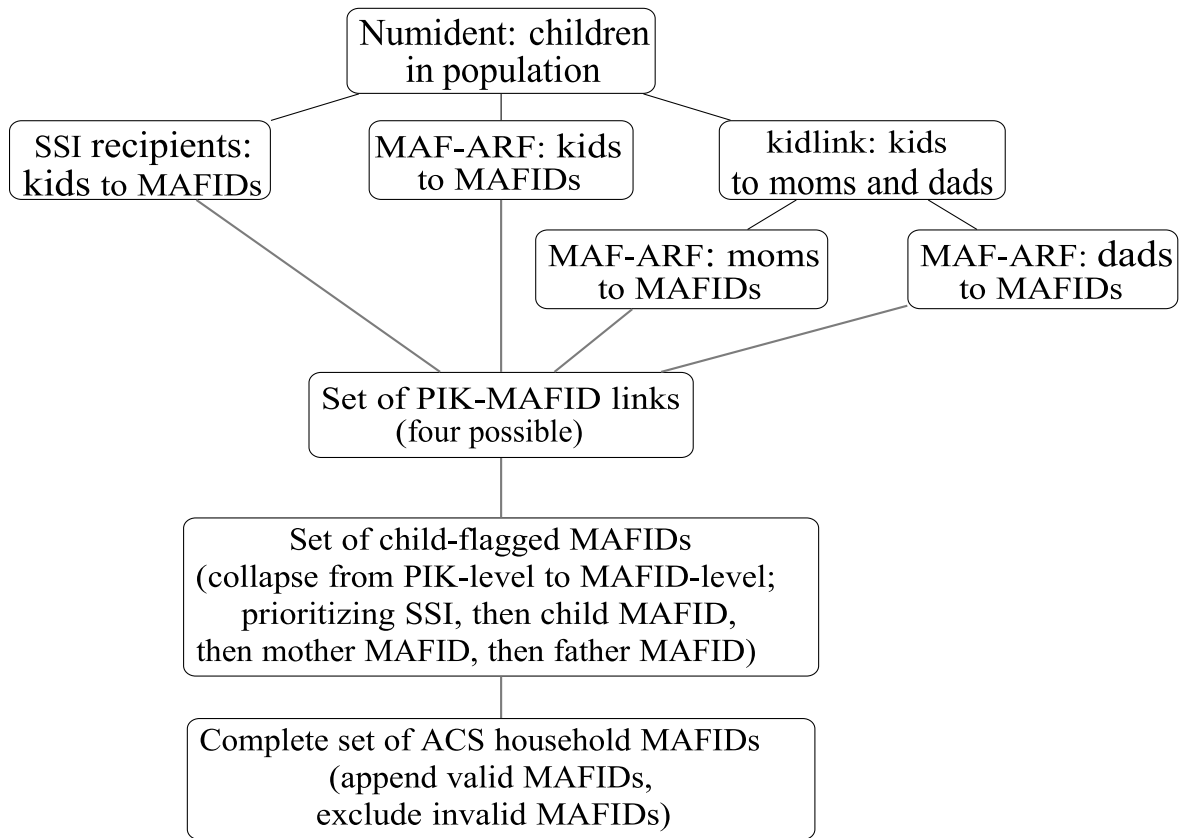 Numident: children
in population
SSI recipients:
kids to MAFIDs
MAF-ARF: kids
to MAFIDs
kidlink: kids
to moms and dads
MAF-ARF: moms
to MAFIDs
MAF-ARF: dads
to MAFIDs
Set of PIK-MAFID links
(four possible)
Set of child-flagged MAFIDs
(collapse from PIK-level to MAFID-level;
prioritizing SSI, then child MAFID,
then mother MAFID, then father MAFID)
Complete set of ACS household MAFIDs
(append valid MAFIDs,
exclude invalid MAFIDs)